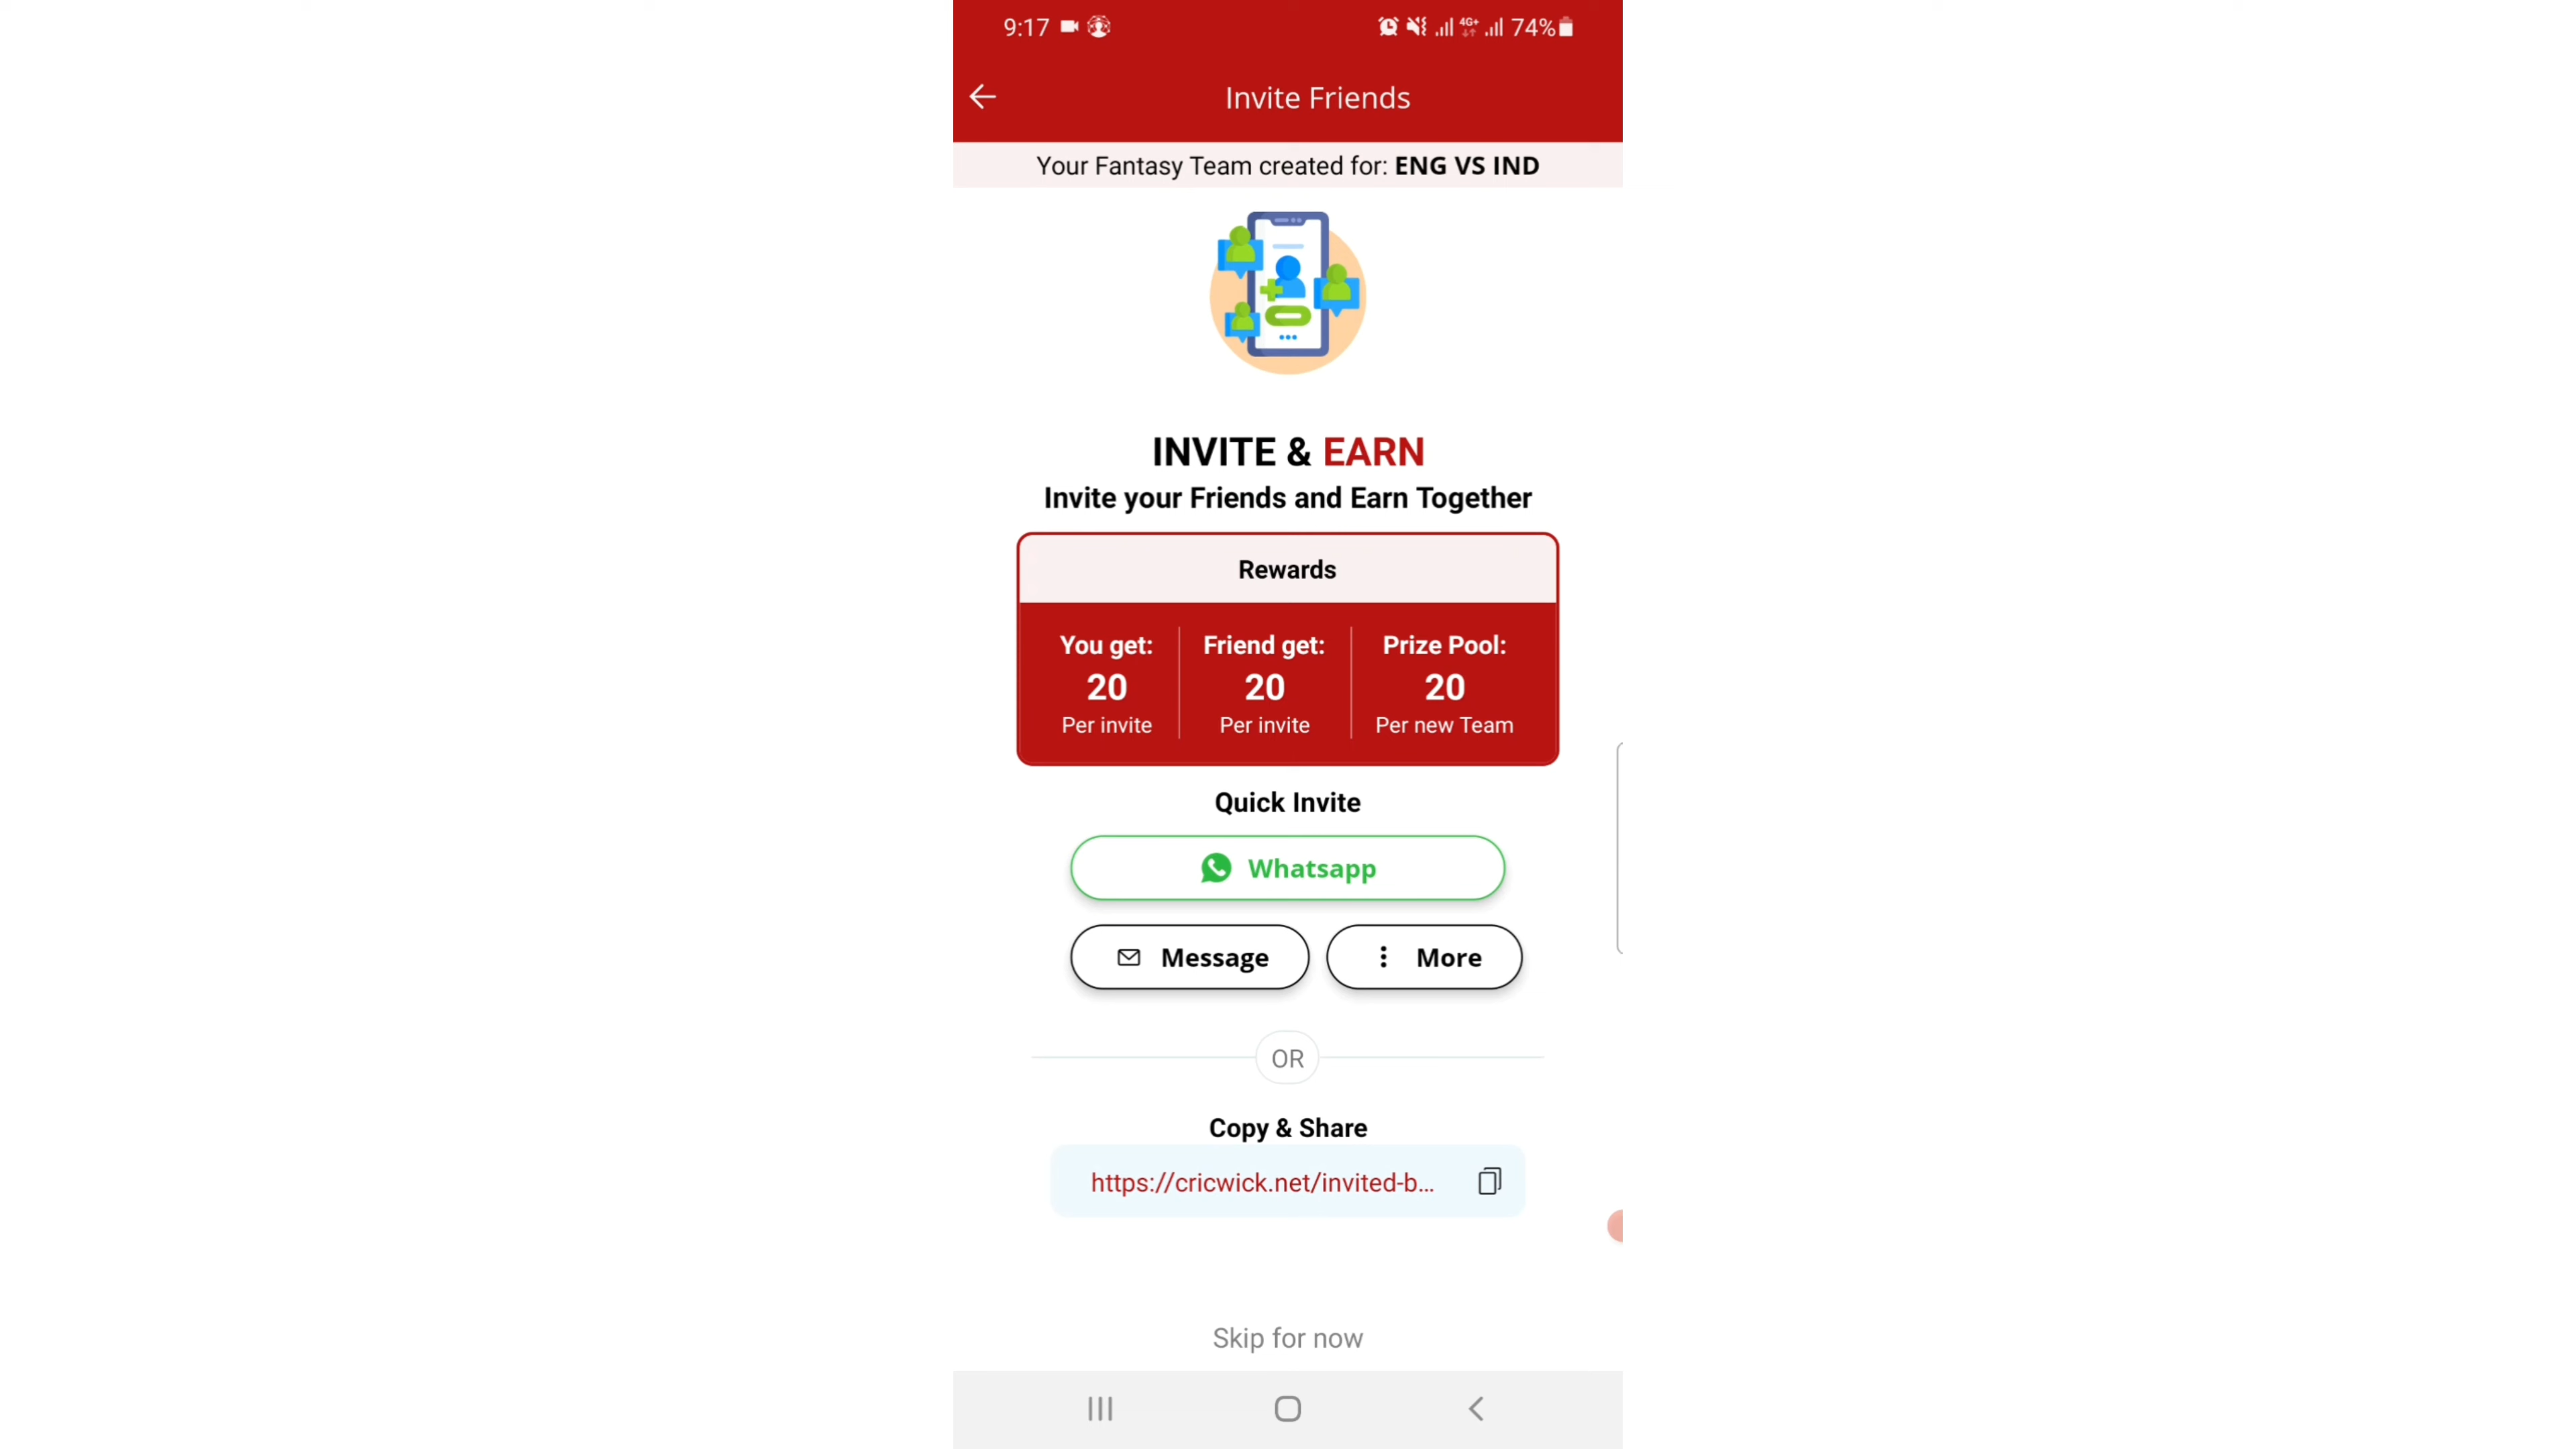 9:17
4G+ 74%
Invite Friends
Your Fantasy Team created for: ENG VS IND
INVITE & EARN
Invite your Friends and Earn Together
Rewards
You get: Friend get: Prize Pool:
20 20 20
Per invite Per invite Per new Team
Quick Invite
Whatsapp
Message More
OR
Copy & Share
https://cricwick.net/invited-b...
Skip for now